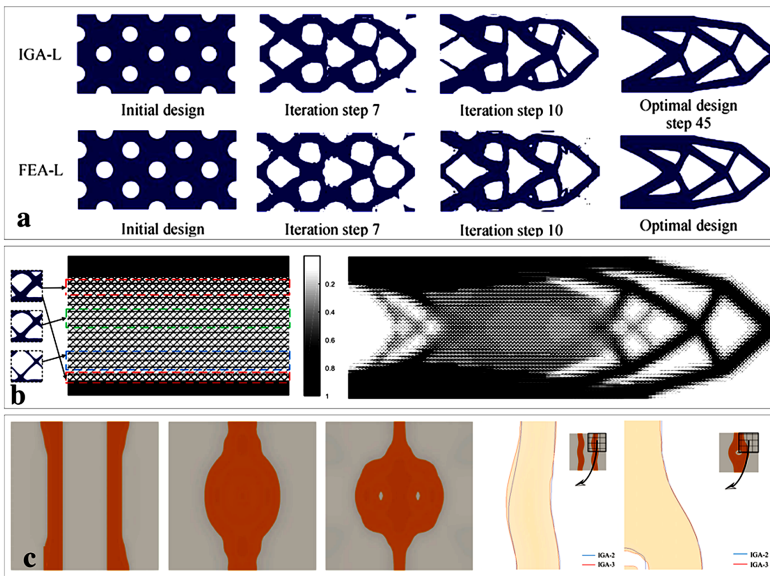 IGA-L
Initial design
Iteration step 7
Iteration step 10
Optimal design
step 45
FEA-L
a
Initial design
Iteration step 7
Iteration step 10
Optimal design
b
0.2
0.4
0.6
0.8
1
c
IGA-2
IGA-3
IGA-2
IGA-3